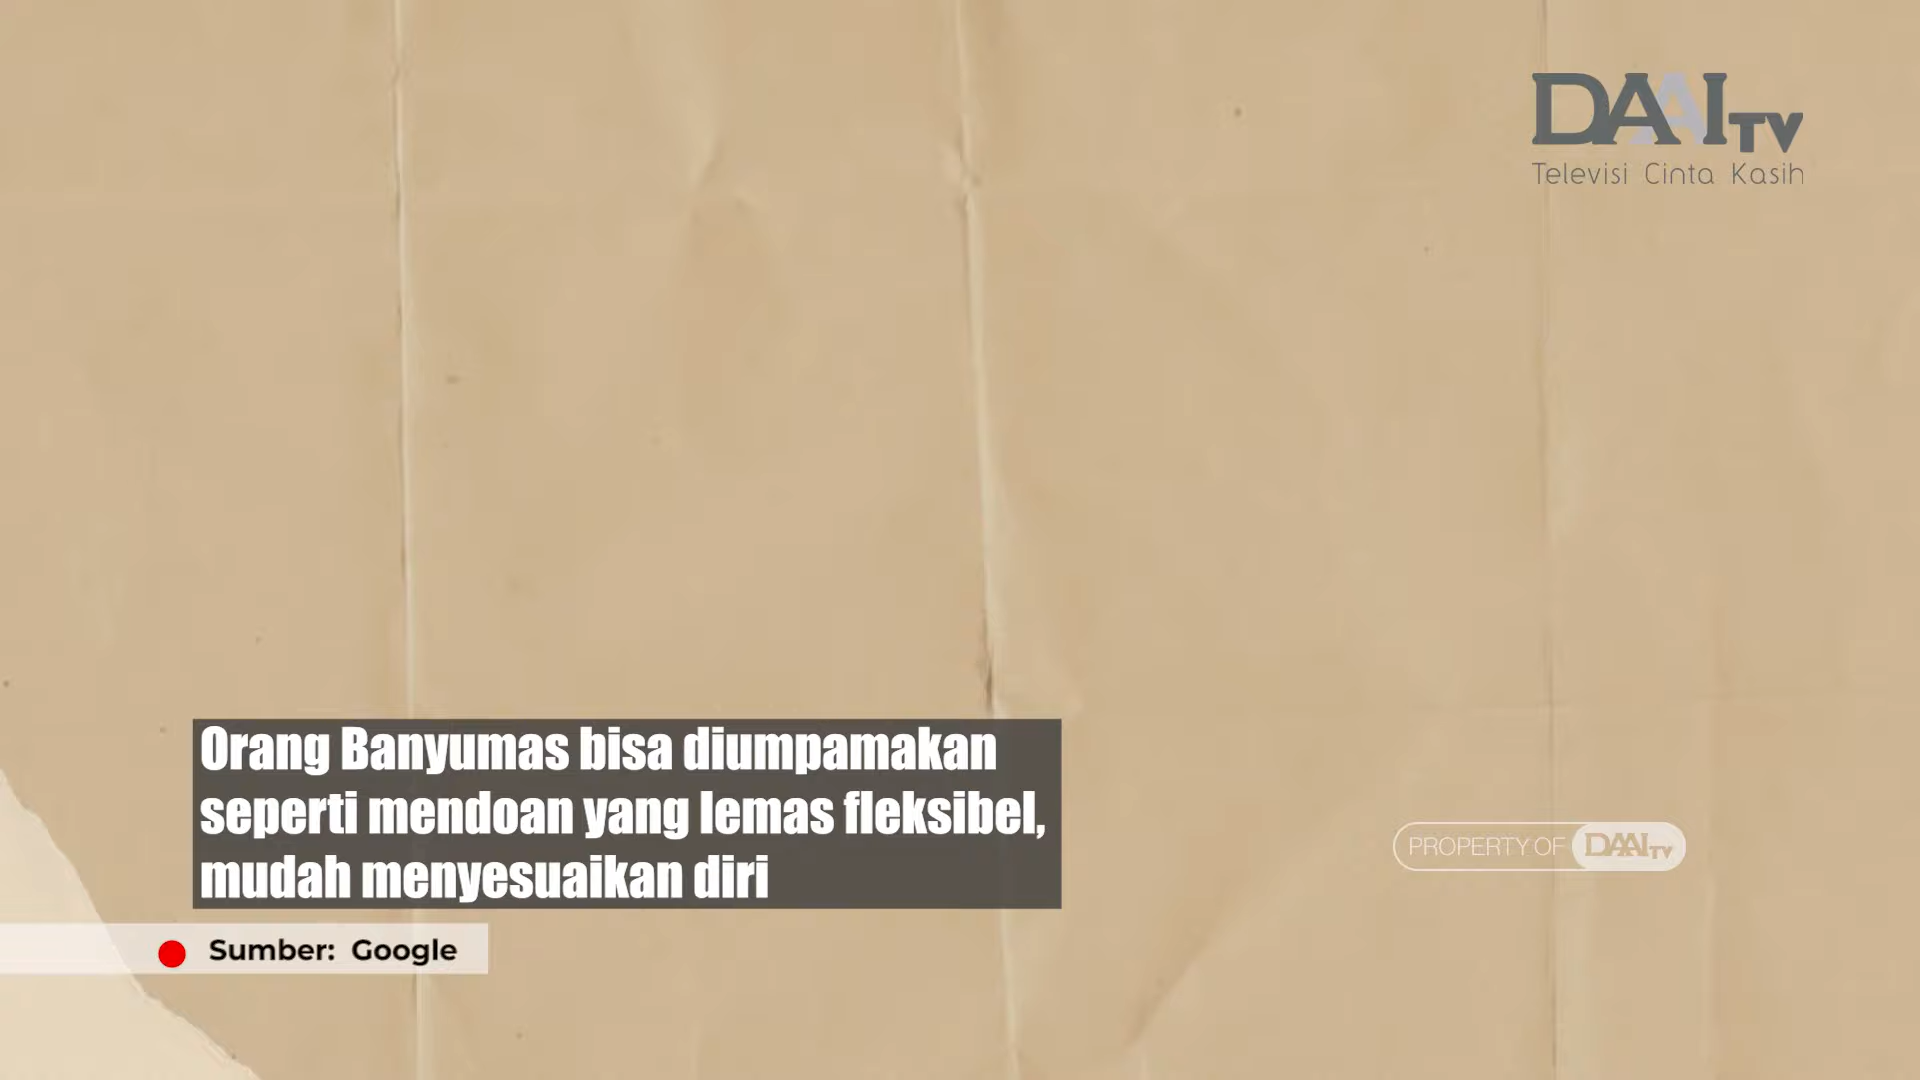 DAAI TV
Televisi Cinta Kasih
Orang Banyumas bisa diumpamakan
seperti mendoan yang lemas fleksibel,
mudah menyesuaikan diri
PROPERTY OF DAAI TV
Sumber: Google